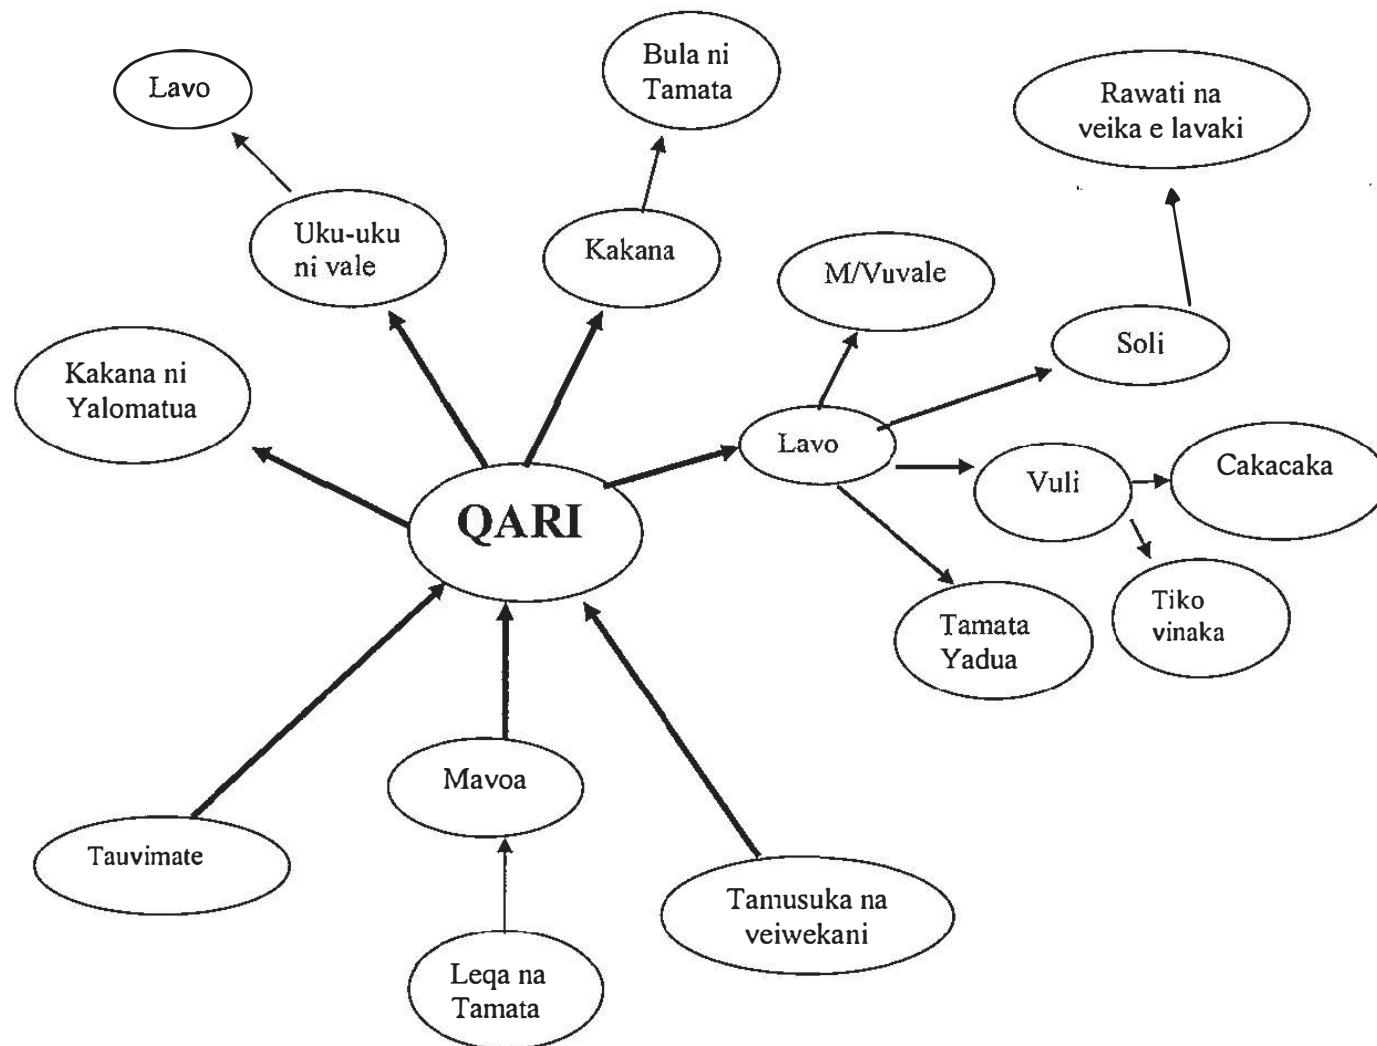 Bula ni
Tamata
Lavo
Rawati na
veika e lavaki
Uku-uku
ni vale
Kakana
M/Vuvale
Soli
Kakana ni
Yalomatua
Lavo
Cakacaka
Vuli
QARI
Tiko
vinaka
Tamata
Yadua
Mavoa
Tauvimate
Tamusuka na
veiwekani
Leqa na
Tamata